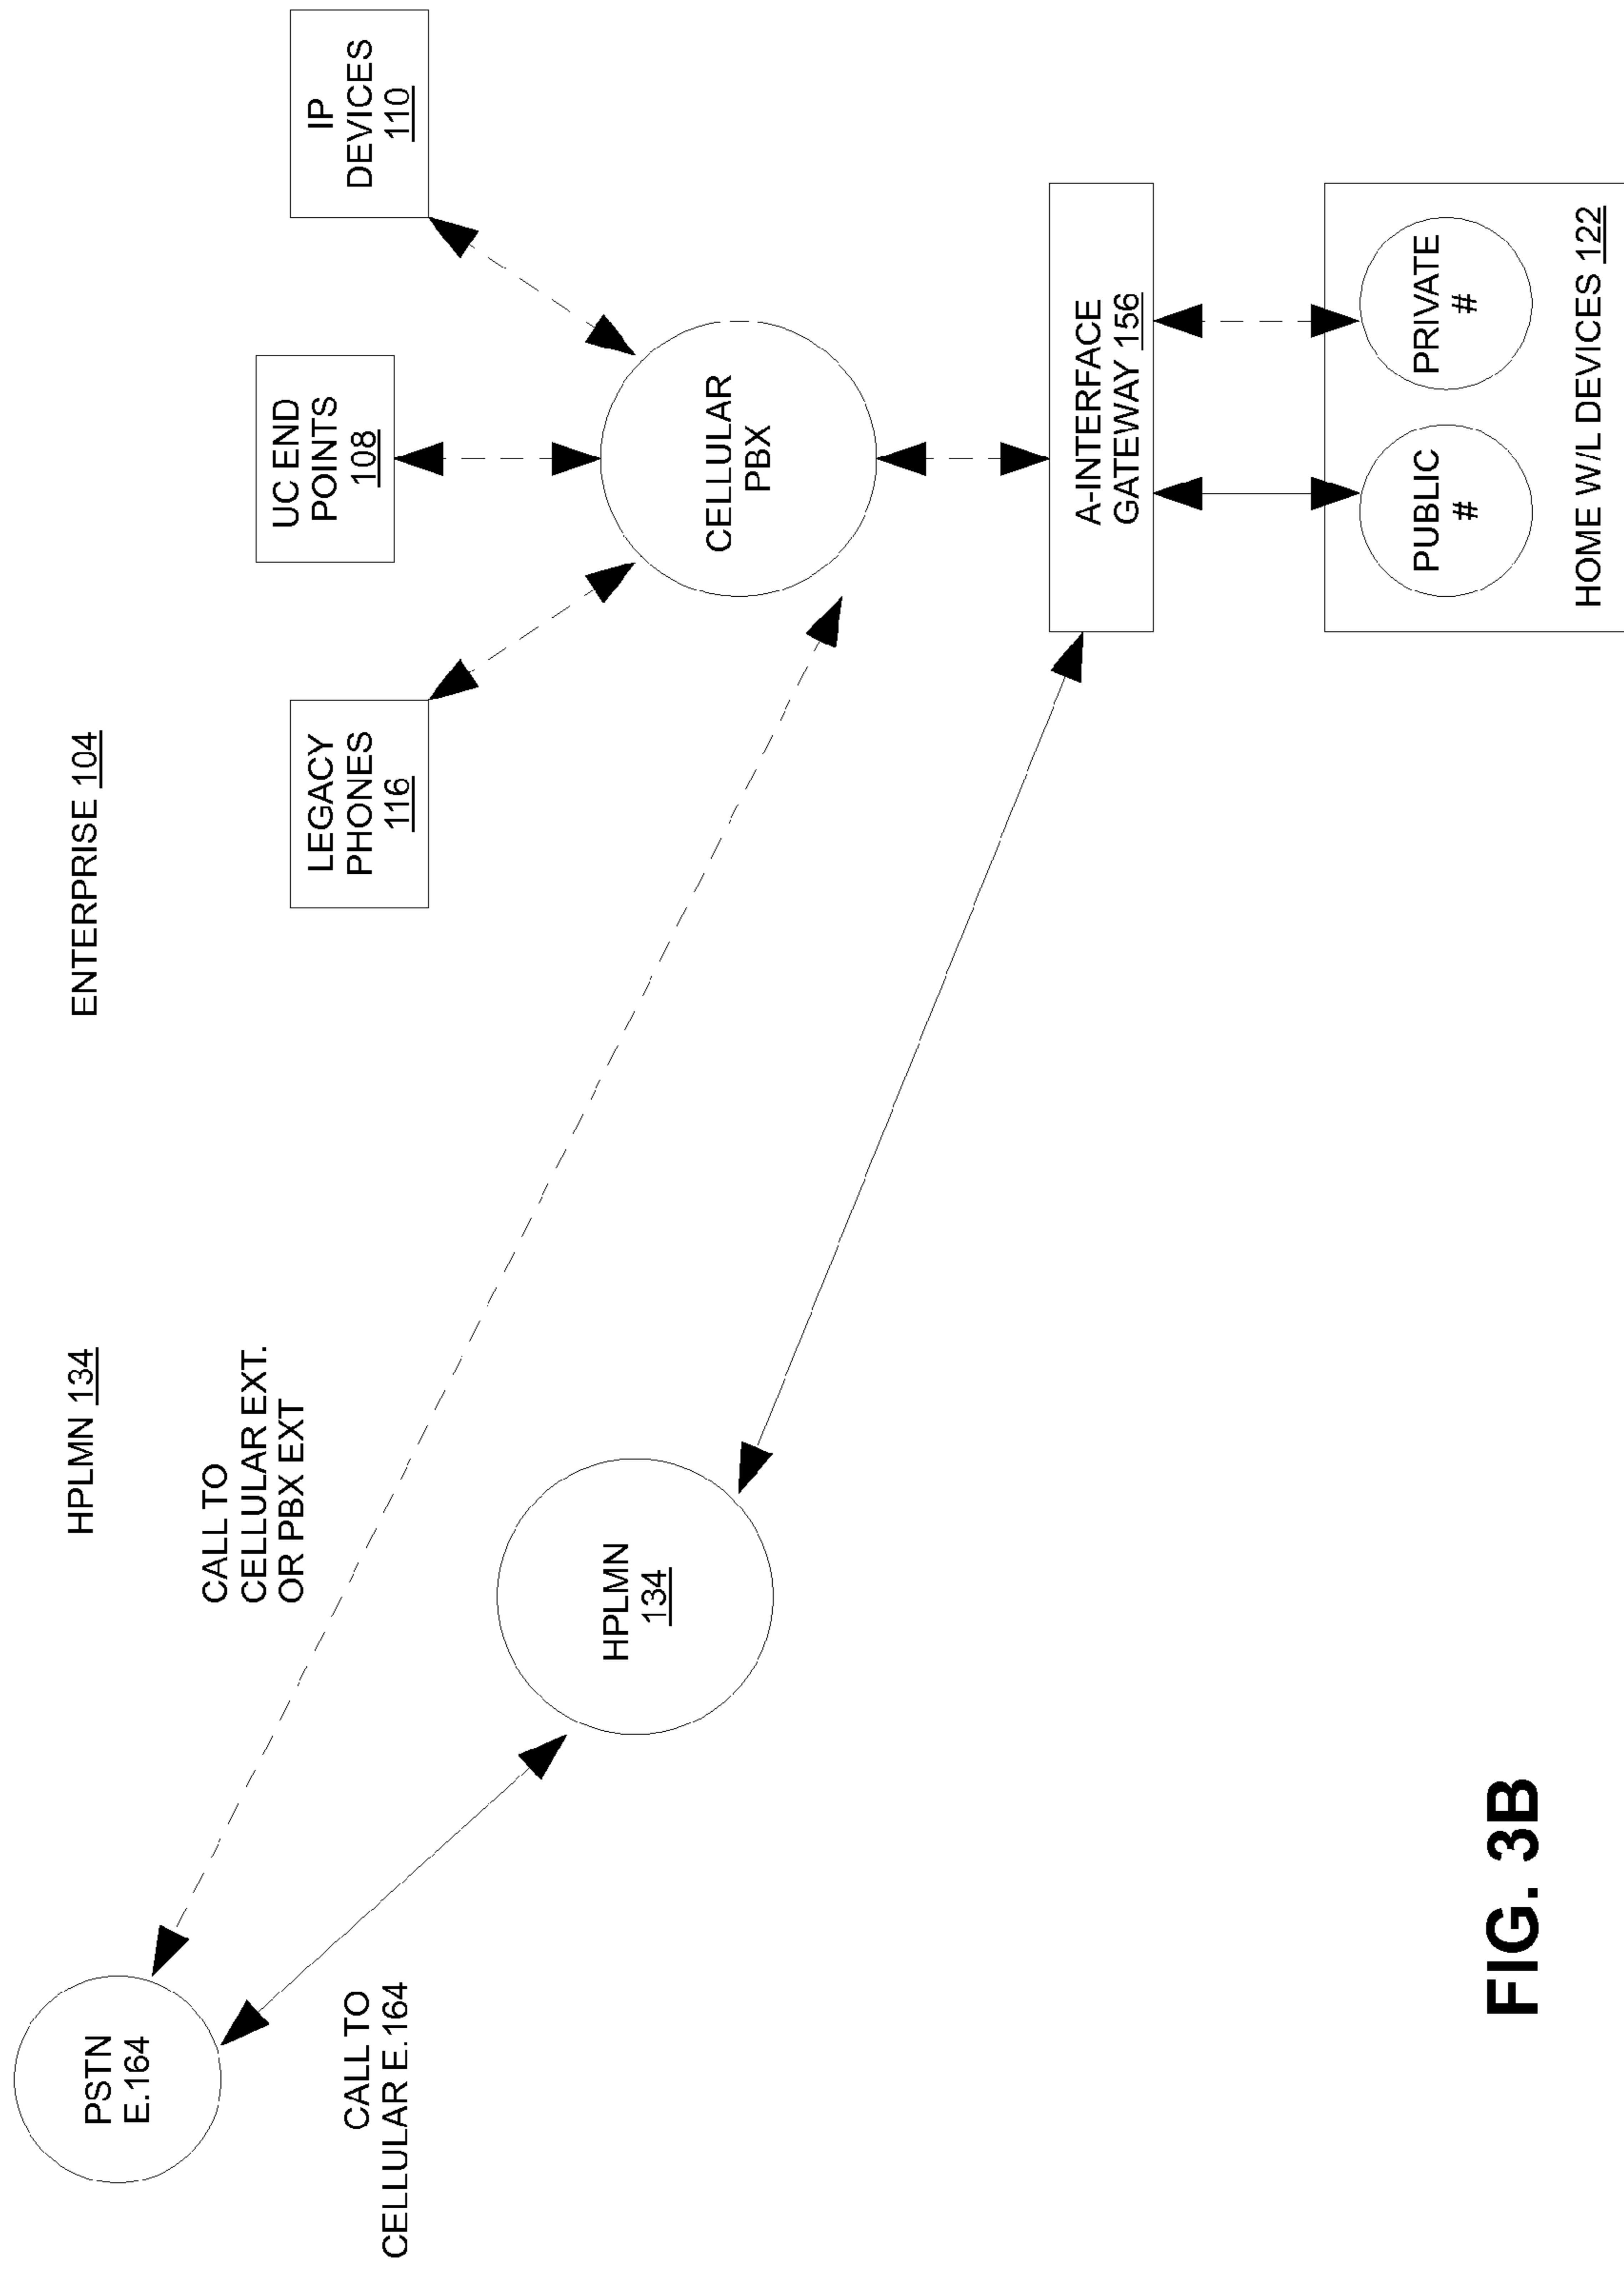 HPLMN 134
ENTERPRISE 104
CALL TO
CELLULAR EXT.
OR PBX EXT
PSTN
E.164
CALL TO
CELLULAR E.164
HPLMN
134
LEGACY
PHONES
116
UC END
POINTS
108
IP
DEVICES
110
CELLULAR
PBX
A-INTERFACE
GATEWAY 156
PUBLIC
#
PRIVATE
#
HOME W/L DEVICES 122
FIG. 3B